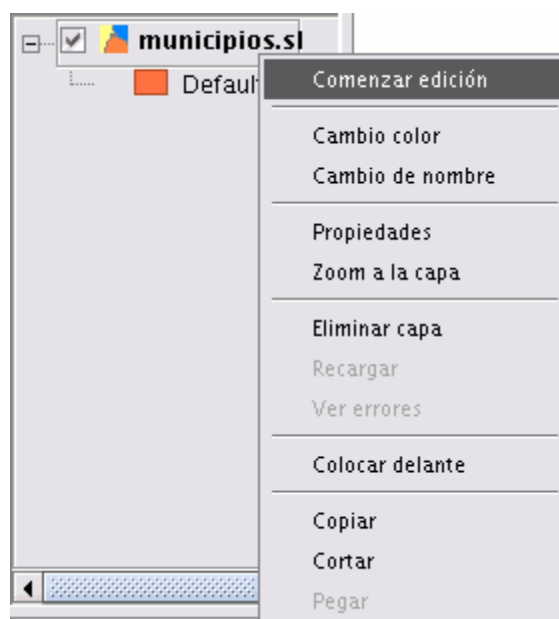 municipios.sl
Defaul
Comenzar edición
Cambio color
Cambio de nombre
Propiedades
Zoom a la capa
Eliminar capa
Recargar
Ver errores
Colocar delante
Copiar
Cortar
Pegar